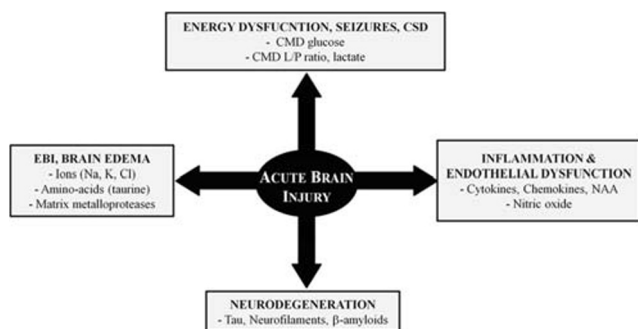 ENERGY DYSFUCNTION, SEIZURES, CSD
- CMD glucose
- CMD L/P ratio, lactate
EBI, BRAIN EDEMA
- Ions (Na, K, Cl)
- Amino-acids (taurine)
- Matrix metalloproteases
ACUTE BRAIN
INJURY
INFLAMMATION &
ENDOTHELIAL DYSFUNCTION
- Cytokines, Chemokines, NAA
- Nitric oxide
NEURODEGENERATION
- Tau, Neurofilaments, β-amyloids